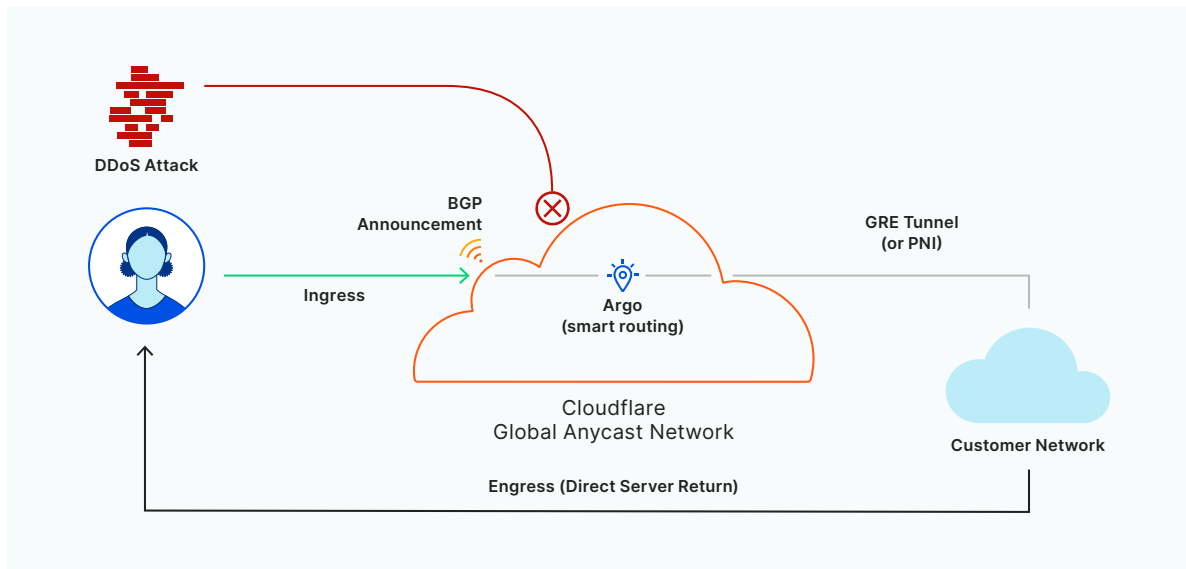 DDoS Attack
BGP
Announcement
GRE Tunnel
(or PNI)
Ingress
Argo
(smart routing)
Cloudflare
Global Anycast Network
Customer Network
Engress (Direct Server Return)